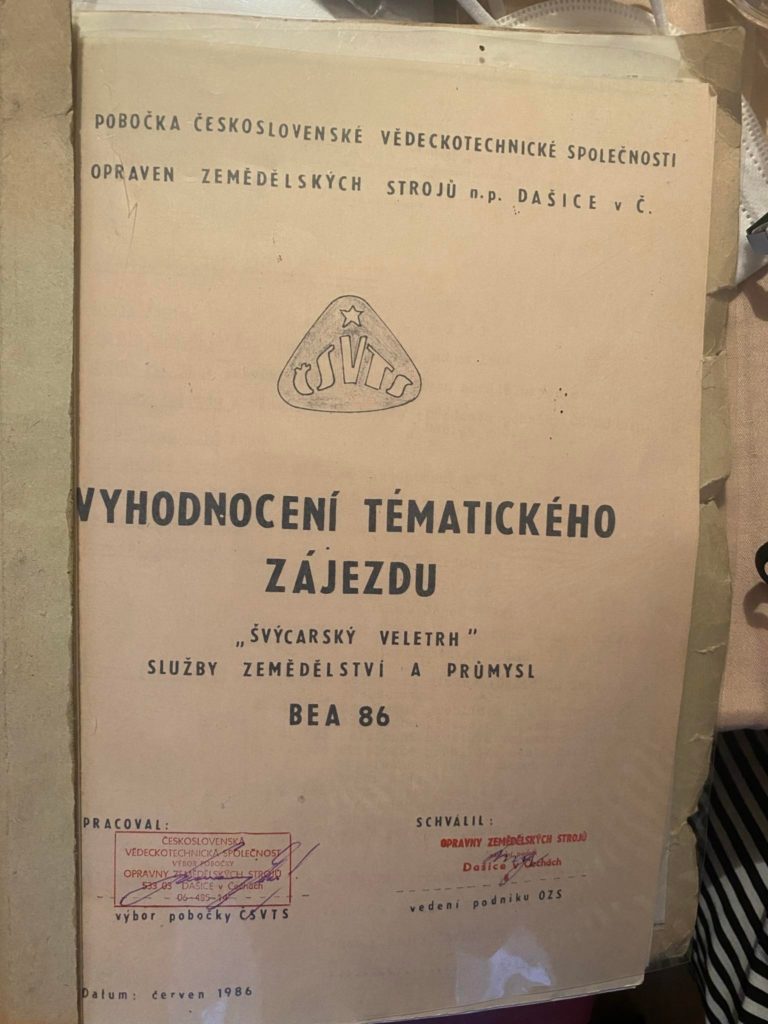 POBOČKA ČESKOSLOVENSKÉ VĚDECKOTECHNICKÉ SPOLEČNOSTI
OPRAVEN ZEMĚDĚLSKÝCH STROJŮ n.p. DAŠICE v Č.
ČSVTS
VYHODNOCENÍ TÉMATICKÉHO
ZÁJEZDU
„ŠVÝCARSKÝ VELETRH”
SLUŽBY ZEMĚDĚLSTVÍ A PRŮMYSL
BEA 86
PRACOVAL:
ČESKOSLOVENSKÁ
VĚDECKOTECHNICKÁ SPOLEČNOST
VÝBOR POBOČKY
OPRAVNY ZEMĚDĚLSKÝCH STROJŮ
533 03 DAŠICE v Čechách
výbor pobočky ČSVTS
SCHVÁLIL:
OPRAVNY ZEMĚDĚLSKÝCH STROJŮ
Dašice v Čechách
vedení podniku OZS
Datum: červen 1986